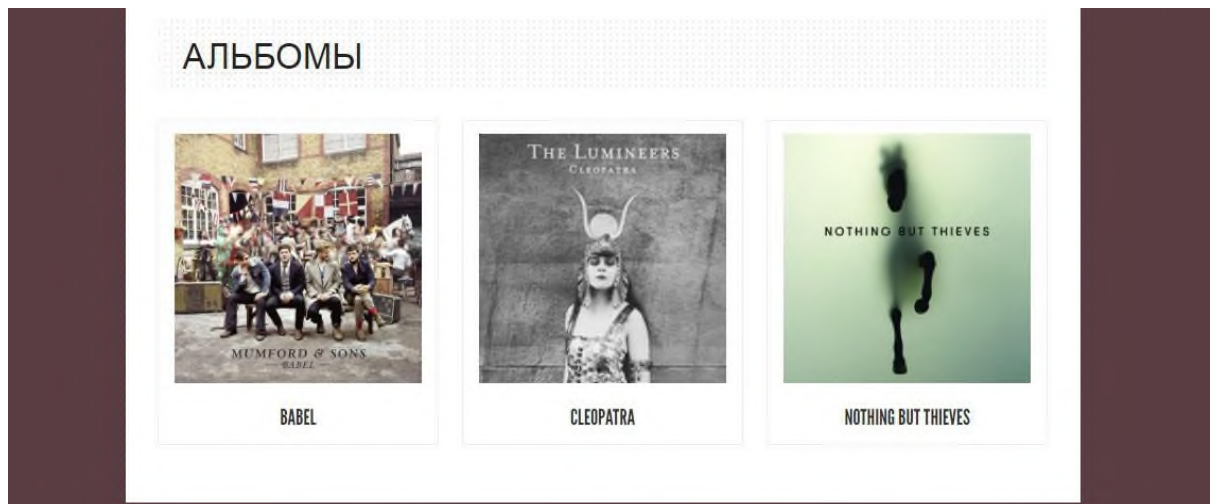 АЛЬБОМЫ
MUMFORD & SONS
BABEL
BABEL
THE LUMINEERS
CLEOPATRA
CLEOPATRA
NOTHING BUT THIEVES
NOTHING BUT THIEVES